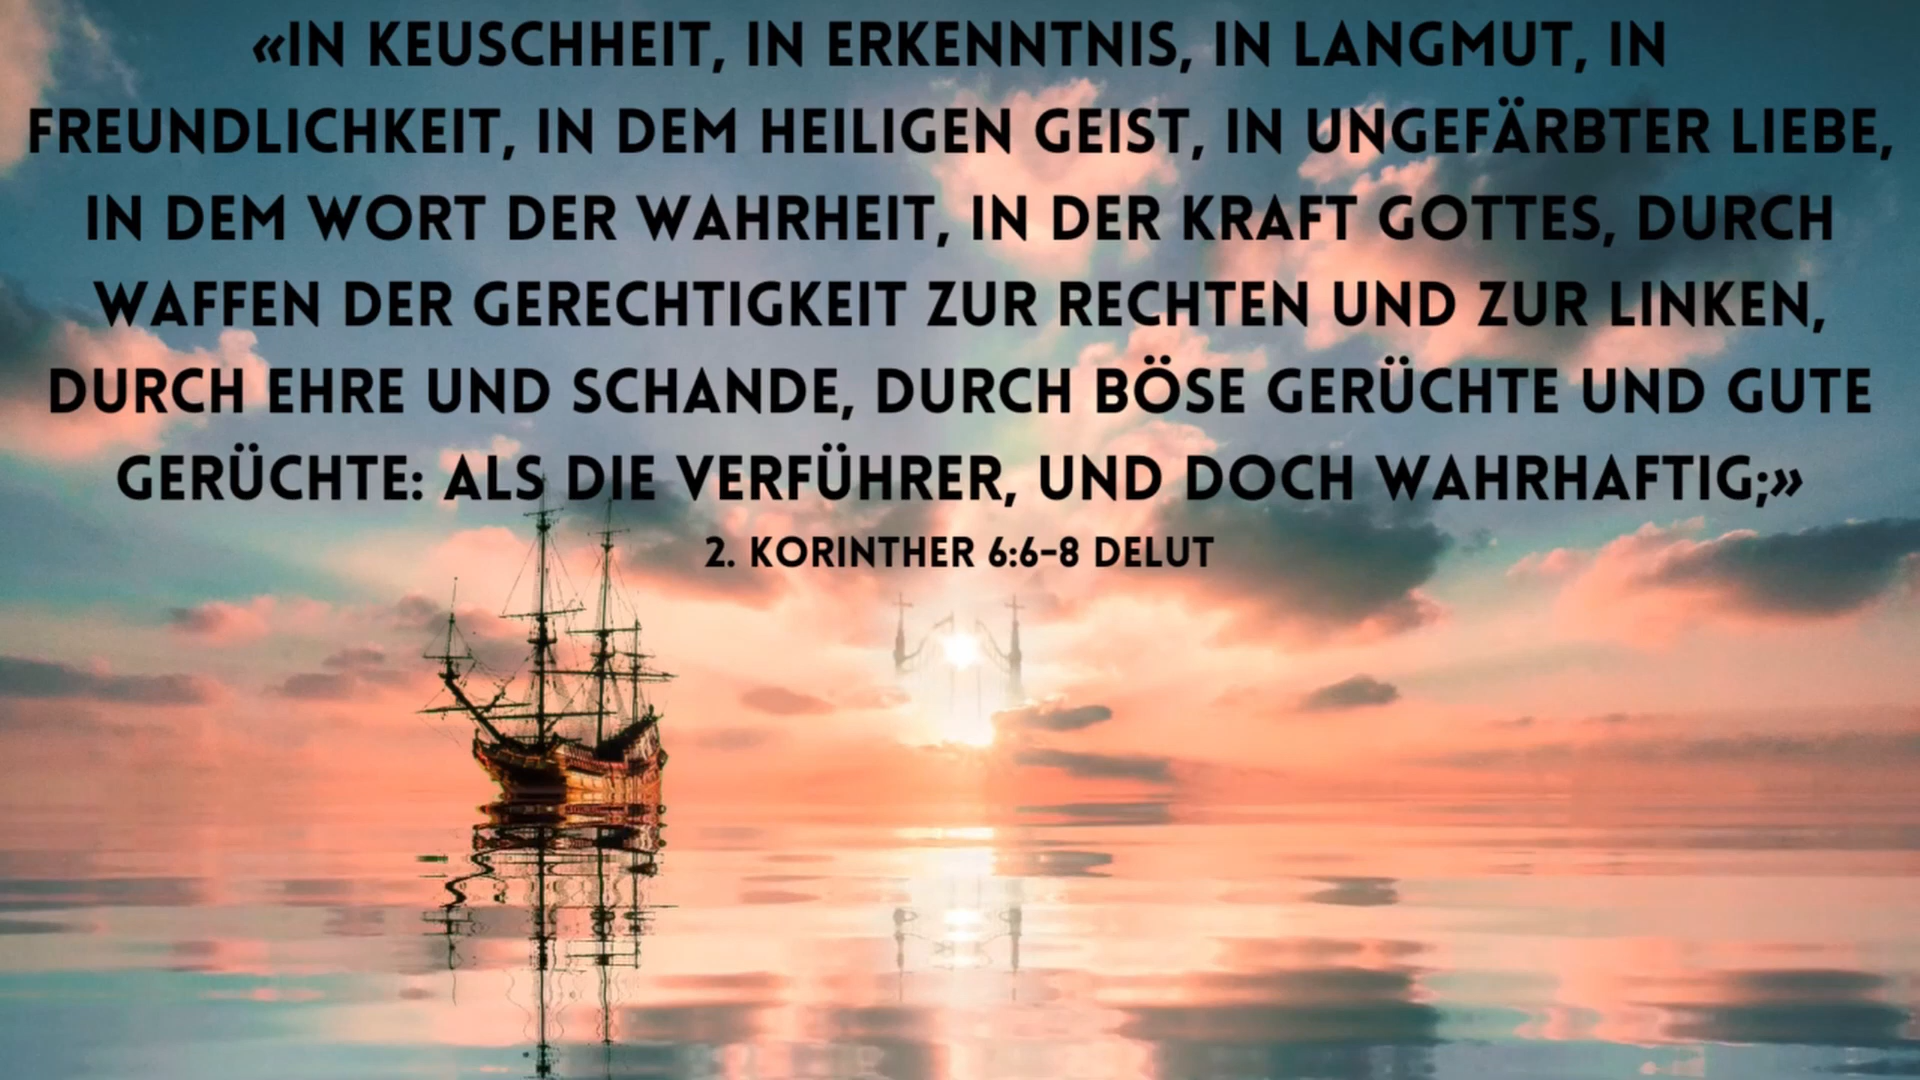 «IN KEUSCHHEIT, IN ERKENNTNIS, IN LANGMUT, IN
FREUNDLICHKEIT, IN DEM HEILIGEN GEIST, IN UNGEFÄRBTER LIEBE,
IN DEM WORT DER WAHRHEIT, IN DER KRAFT GOTTES, DURCH
WAFFEN DER GERECHTIGKEIT ZUR RECHTEN UND ZUR LINKEN,
DURCH EHRE UND SCHANDE, DURCH BÖSE GERÜCHTE UND GUTE
GERÜCHTE: ALS DIE VERFÜHRER, UND DOCH WAHRHAFTIG;»
2. KORINTHER 6:6-8 DELUT